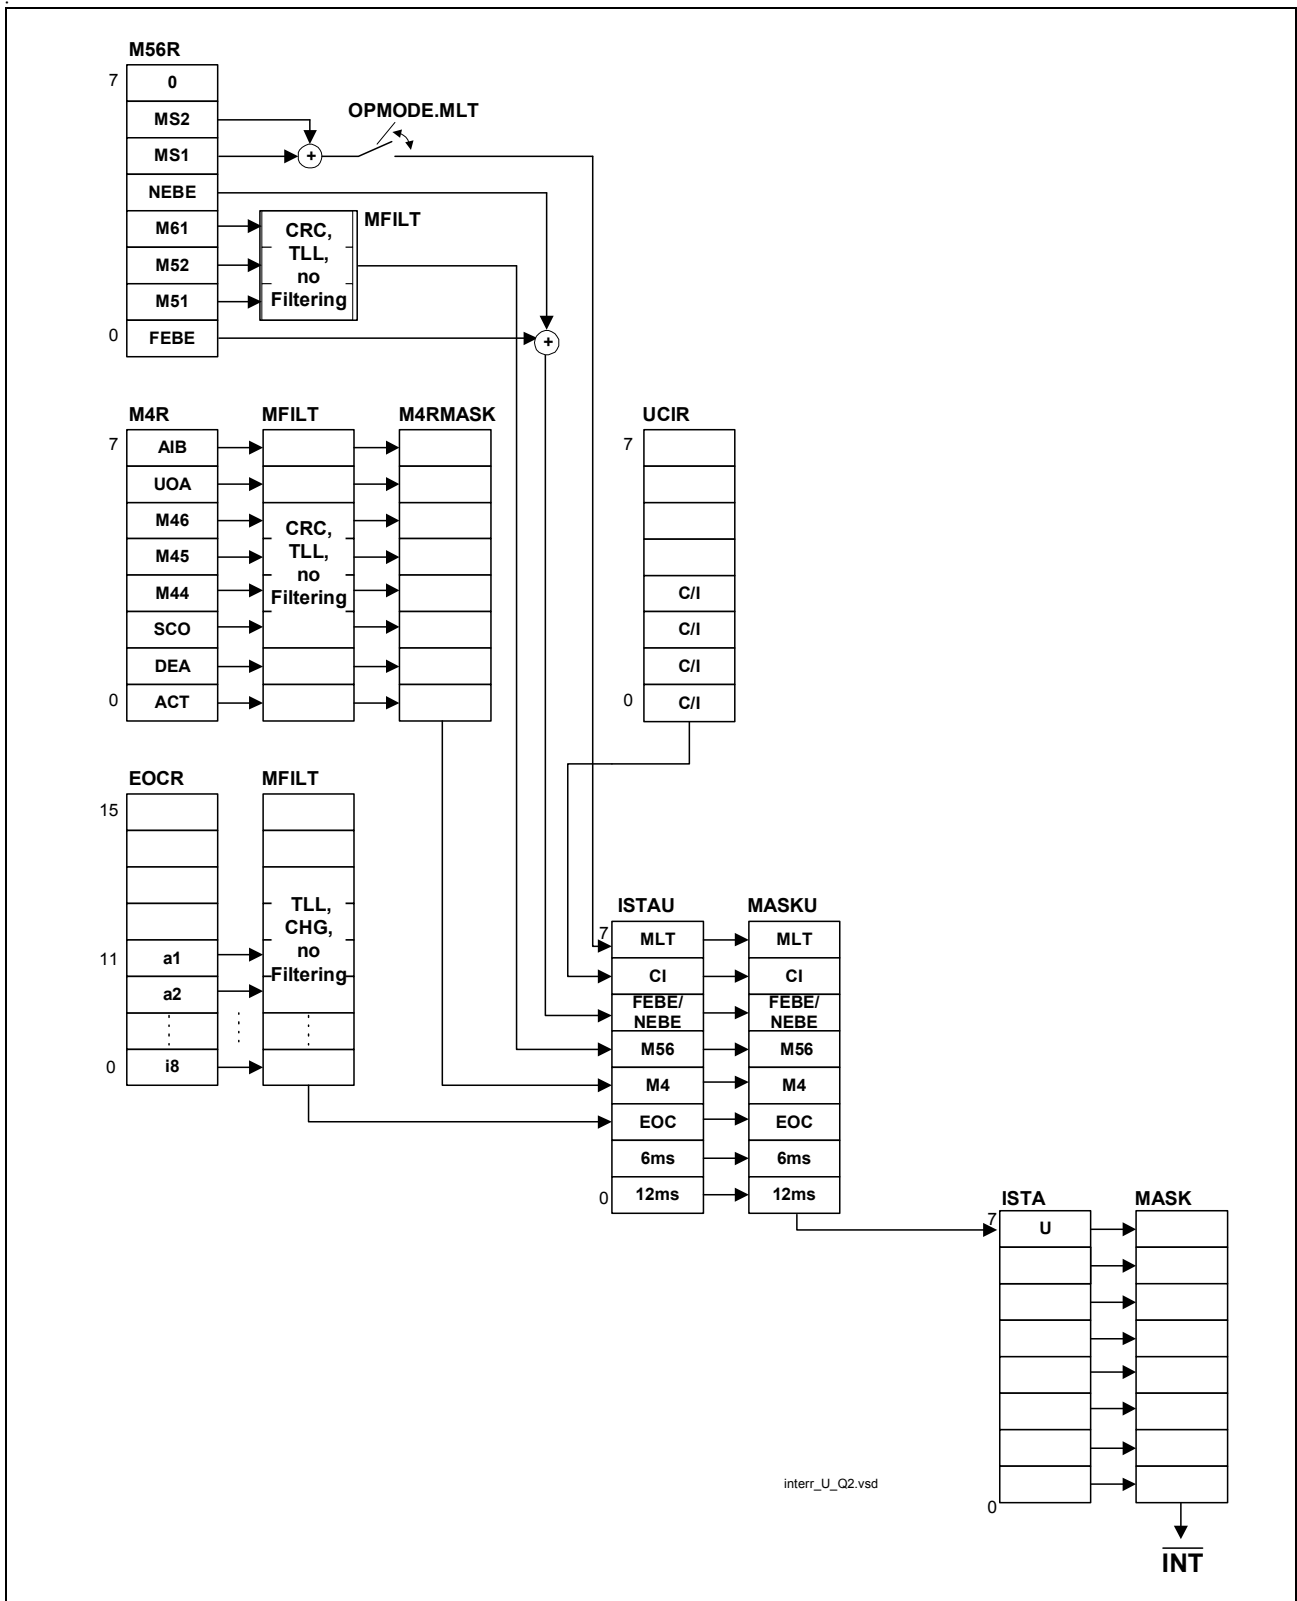 .
M56R
7
0
MS2
OPMODE.MLT
MS1
+
NEBE
M61
MFILT
CRC,
TLL,
no
Filtering
M52
M51
0
FEBE
+
M4R
MFILT
M4RMASK
UCIR
7
AIB
7
UOA
M46
CRC,
TLL,
no
Filtering
M45
M44
C/I
SCO
C/I
DEA
C/I
0
ACT
0
C/I
EOCR
MFILT
15
TLL,
CHG,
no
Filtering
11
a1
a2
0
i8
ISTAU
MASKU
7
MLT
MLT
CI
CI
FEBE/
NEBE
FEBE/
NEBE
M56
M56
M4
M4
EOC
EOC
6ms
6ms
0
12ms
12ms
ISTA
MASK
7
U
interr_U_Q2.vsd
0
INT